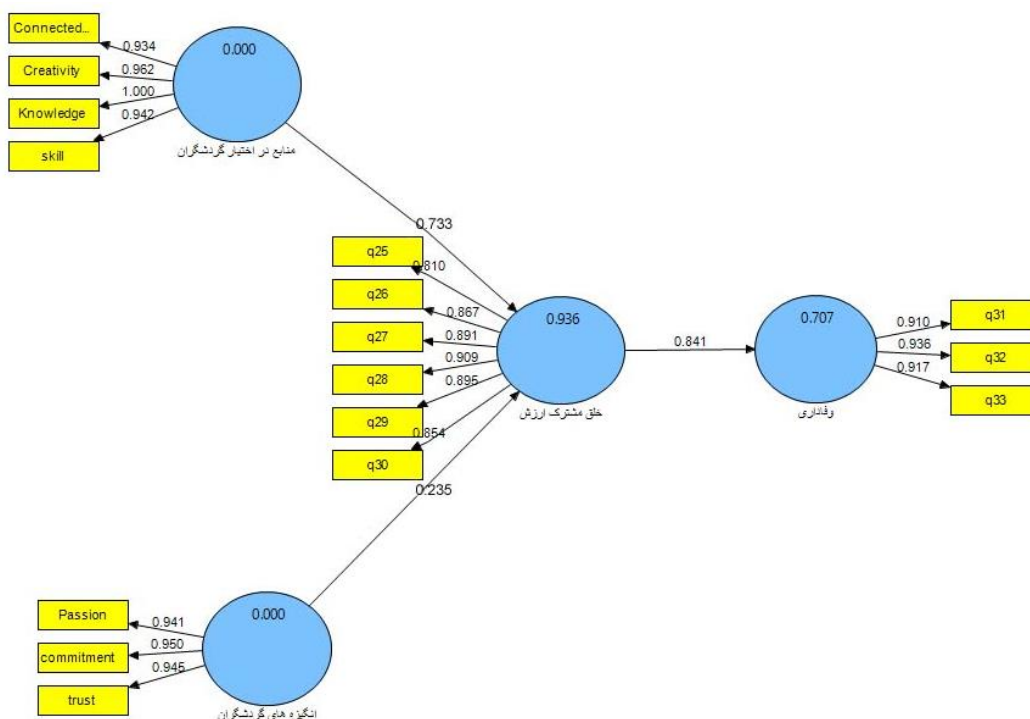 Connected...
0.934
0.000
Creativity
0.962
Knowledge
1.000
skill
0.942
منابع در اختیار گردشگران
0.733
q25
0.810
q26
0.867
q27
0.891
q28
0.909
q29
0.895
q30
0.854
0.936
خلق مشترک ارزش
0.841
0.707
وفاداری
0.910
q31
0.936
q32
0.917
q33
0.235
Passion
0.941
0.000
commitment
0.950
trust
0.945
انگیزه های گردشگران